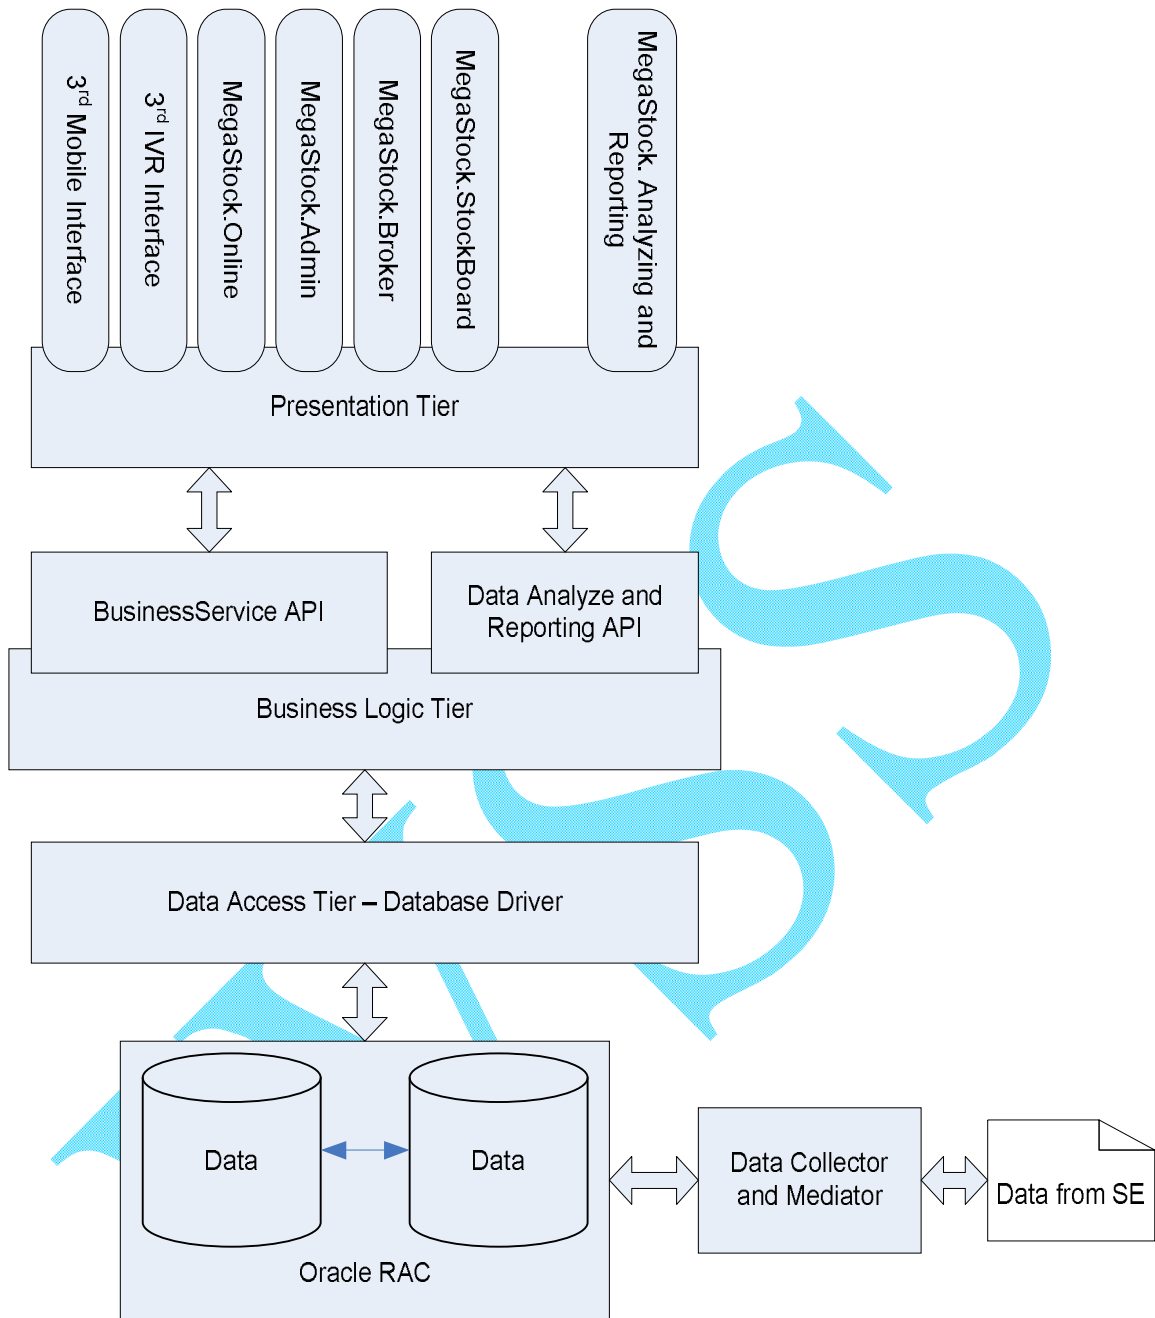 3rd Mobile Interface
3rd IVR Interface
MegaStock.Online
MegaStock.Admin
MegaStock.Broker
MegaStock.StockBoard
MegaStock. Analyzing and
Reporting
Presentation Tier
BusinessService API
Data Analyze and
Reporting API
Business Logic Tier
Data Access Tier – Database Driver
Data
Data
Oracle RAC
Data Collector
and Mediator
Data from SE